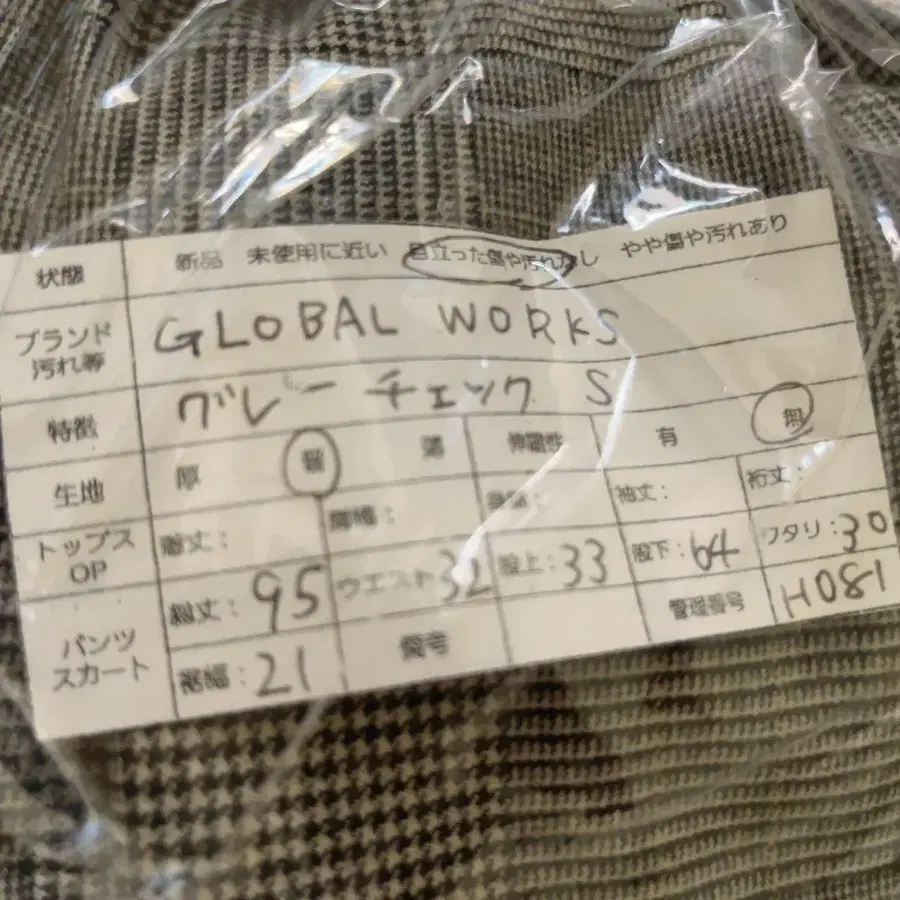 状態 新品 未使用に近い 目立った傷や汚れなし やや傷や汚れあり
ブランド 汚れ等 GLOBAL WORKS
特徴 グレーチェック S
生地 厚 普 薄 伸縮性 有 無
トップス OP 着丈: 肩幅: 身幅: 袖丈: 裄丈:
パンツ スカート 総丈: 95 ウエスト 32 股上: 33 股下: 64 ワタリ: 30
裾幅: 21 備考 管理番号 H0181